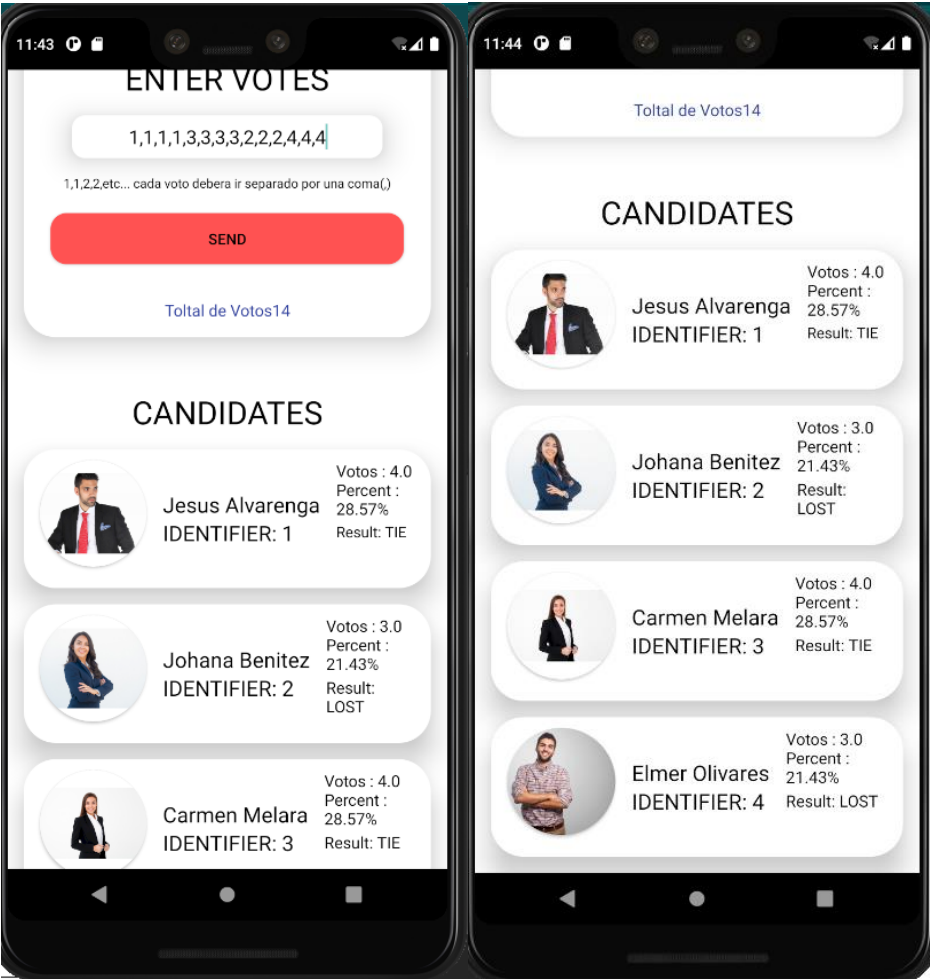 11:43
ENTER VOTES
1,1,1,1,3,3,3,3,2,2,2,4,4,4
1,1,2,2,etc... cada voto debera ir separado por una coma(,)
SEND
Toltal de Votos14
CANDIDATES
Jesus Alvarenga
IDENTIFIER: 1
Votos : 4.0
Percent :
28.57%
Result: TIE
Johana Benitez
IDENTIFIER: 2
Votos : 3.0
Percent :
21.43%
Result:
LOST
Carmen Melara
IDENTIFIER: 3
Votos : 4.0
Percent :
28.57%
Result: TIE
11:44
Toltal de Votos14
CANDIDATES
Jesus Alvarenga
IDENTIFIER: 1
Votos : 4.0
Percent :
28.57%
Result: TIE
Johana Benitez
IDENTIFIER: 2
Votos : 3.0
Percent :
21.43%
Result:
LOST
Carmen Melara
IDENTIFIER: 3
Votos : 4.0
Percent :
28.57%
Result: TIE
Elmer Olivares
IDENTIFIER: 4
Votos : 3.0
Percent :
21.43%
Result: LOST